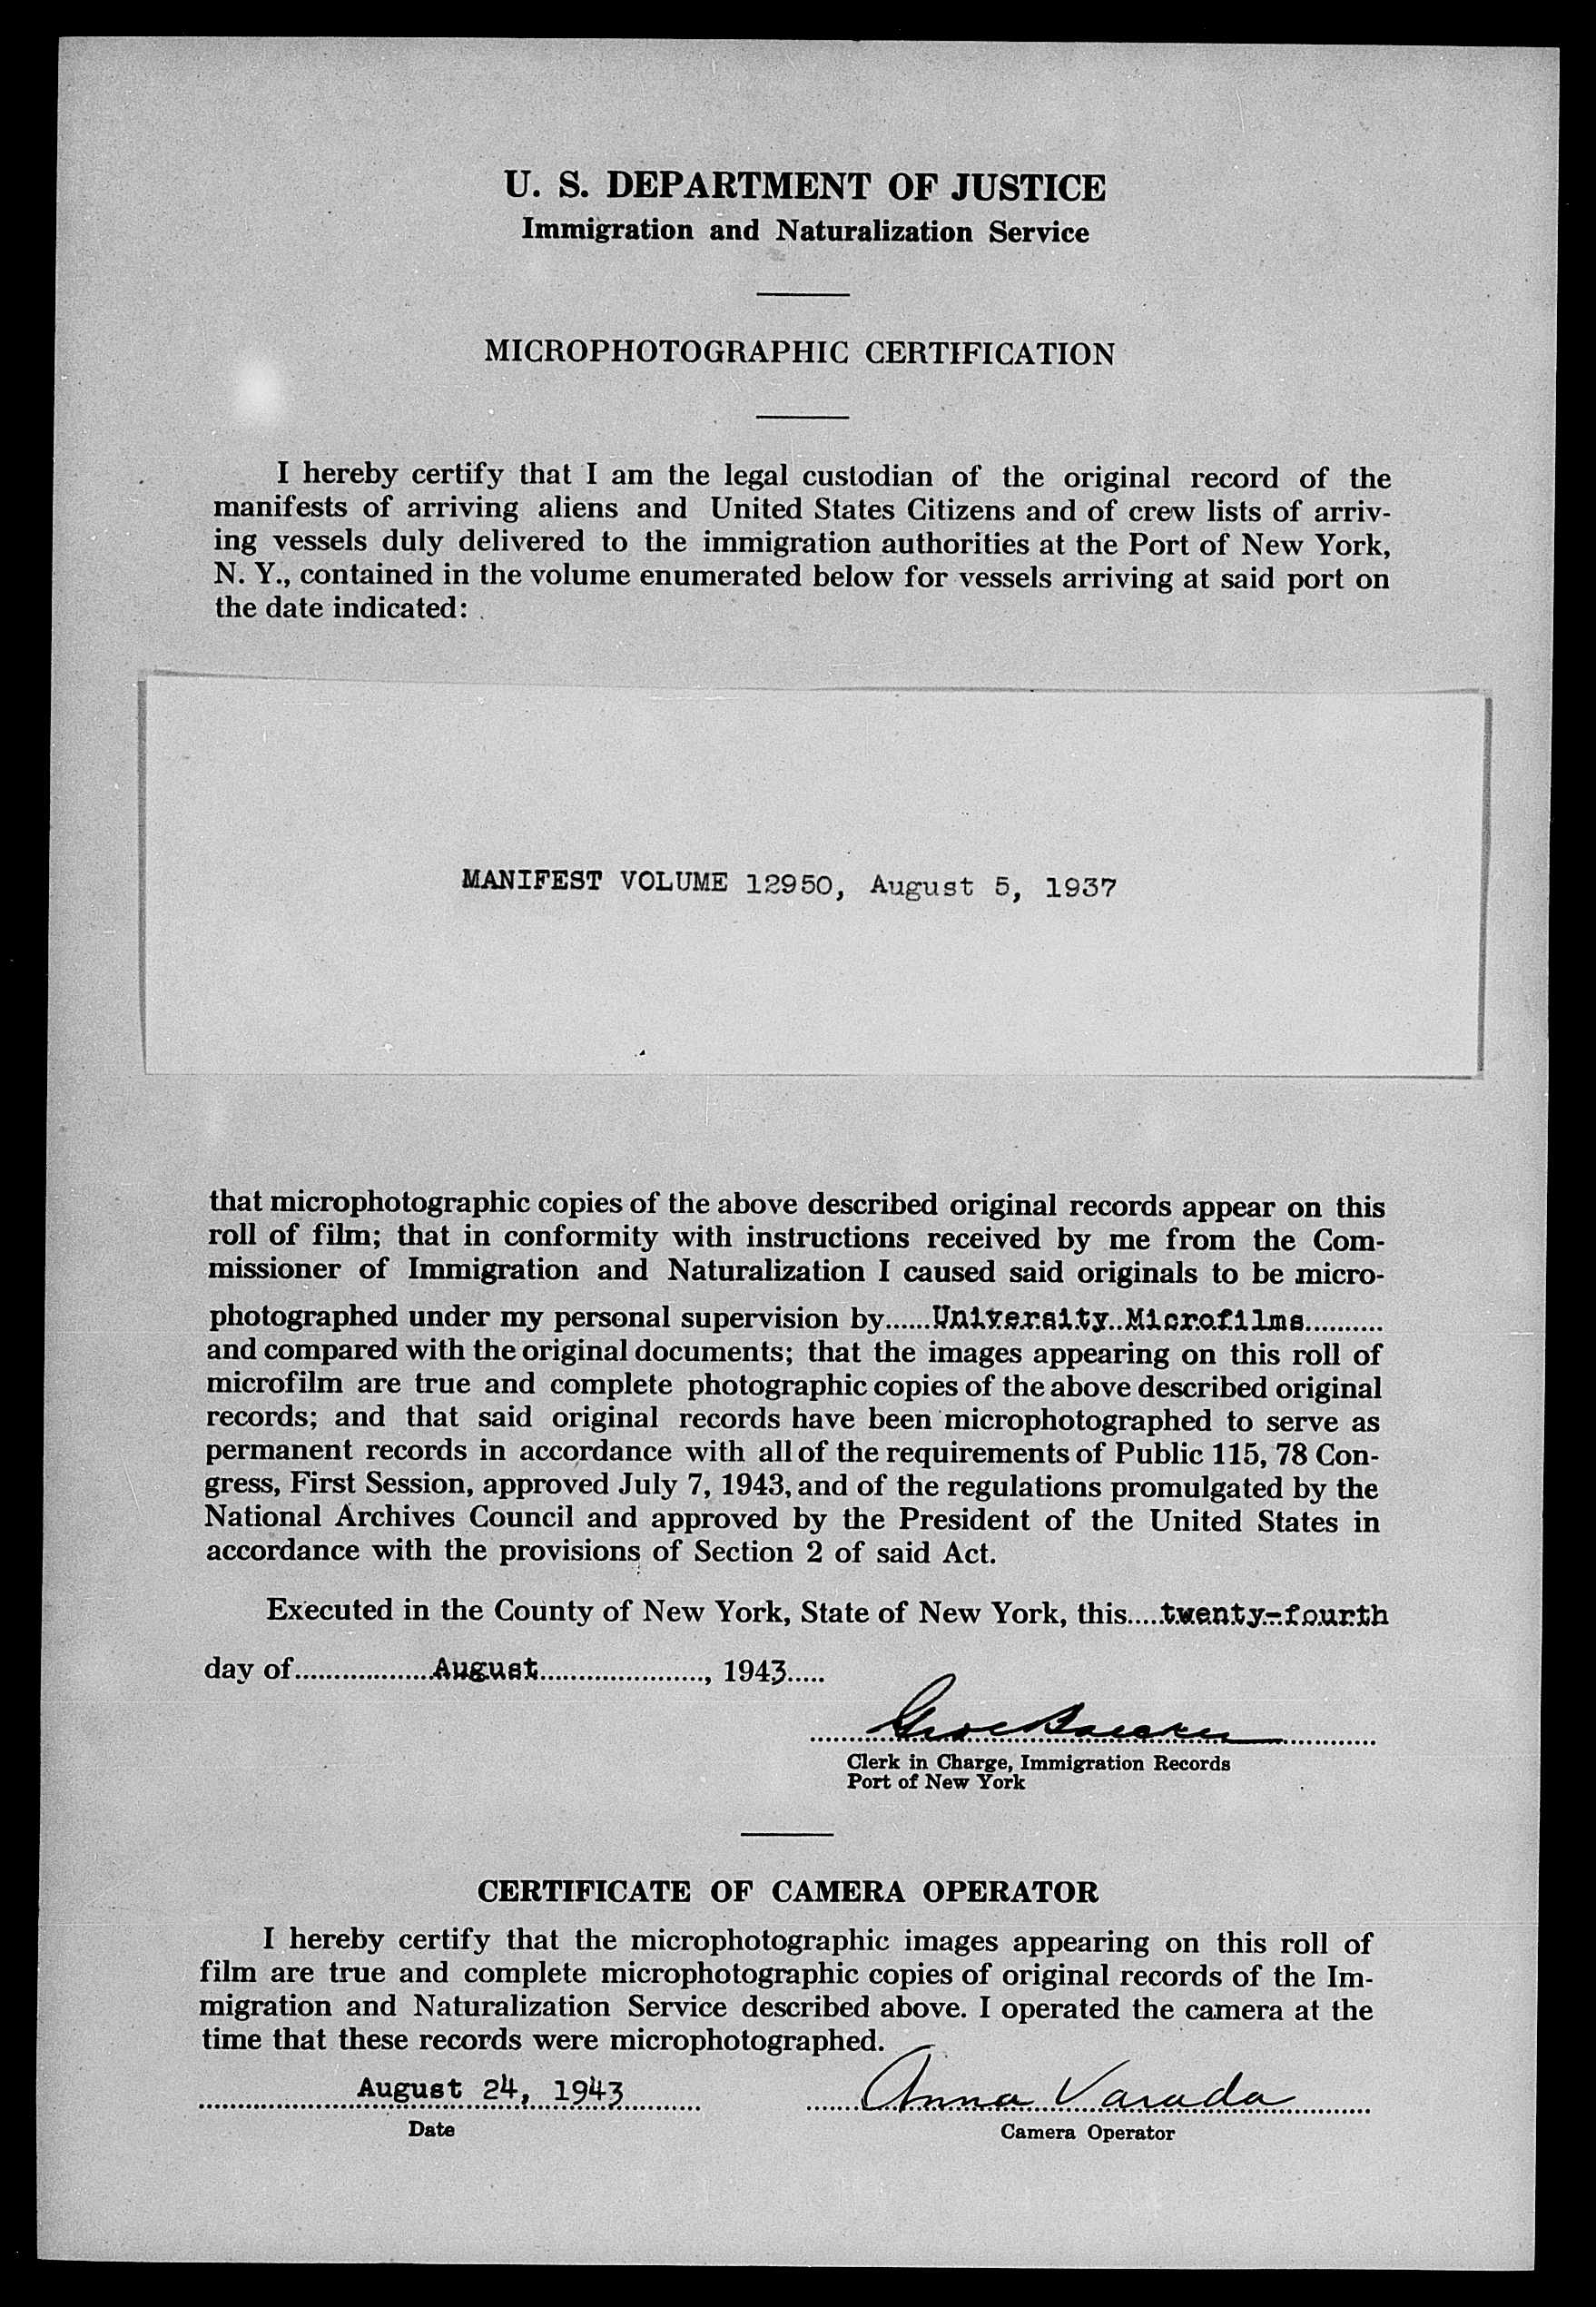 U. S. DEPARTMENT OF JUSTICE
Immigration and Naturalization Service
MICROPHOTOGRAPHIC CERTIFICATION
I hereby certify that I am the legal custodian of the original record of the
manifests of arriving aliens and United States Citizens and of crew lists of arriv-
ing vessels duly delivered to the immigration authorities at the Port of New York,
N. Y., contained in the volume enumerated below for vessels arriving at said port on
the date indicated:
MANIFEST VOLUME 12950, August 5, 1937
that microphotographic copies of the above described original records appear on this
roll of film; that in conformity with instructions received by me from the Com-
missioner of Immigration and Naturalization I caused said originals to be micro-
photographed under my personal supervision by......University Microfilms..........
and compared with the original documents; that the images appearing on this roll of
microfilm are true and complete photographic copies of the above described original
records; and that said original records have been microphotographed to serve as
permanent records in accordance with all of the requirements of Public 115, 78 Con-
gress, First Session, approved July 7, 1943, and of the regulations promulgated by the
National Archives Council and approved by the President of the United States in
accordance with the provisions of Section 2 of said Act.
Executed in the County of New York, State of New York, this.....twenty-fourth
day of..................August....................., 1943.....
Clerk in Charge, Immigration Records
Port of New York
CERTIFICATE OF CAMERA OPERATOR
I hereby certify that the microphotographic images appearing on this roll of
film are true and complete microphotographic copies of original records of the Im-
migration and Naturalization Service described above. I operated the camera at the
time that these records were microphotographed.
August 24, 1943 Anna Varada
Date Camera Operator